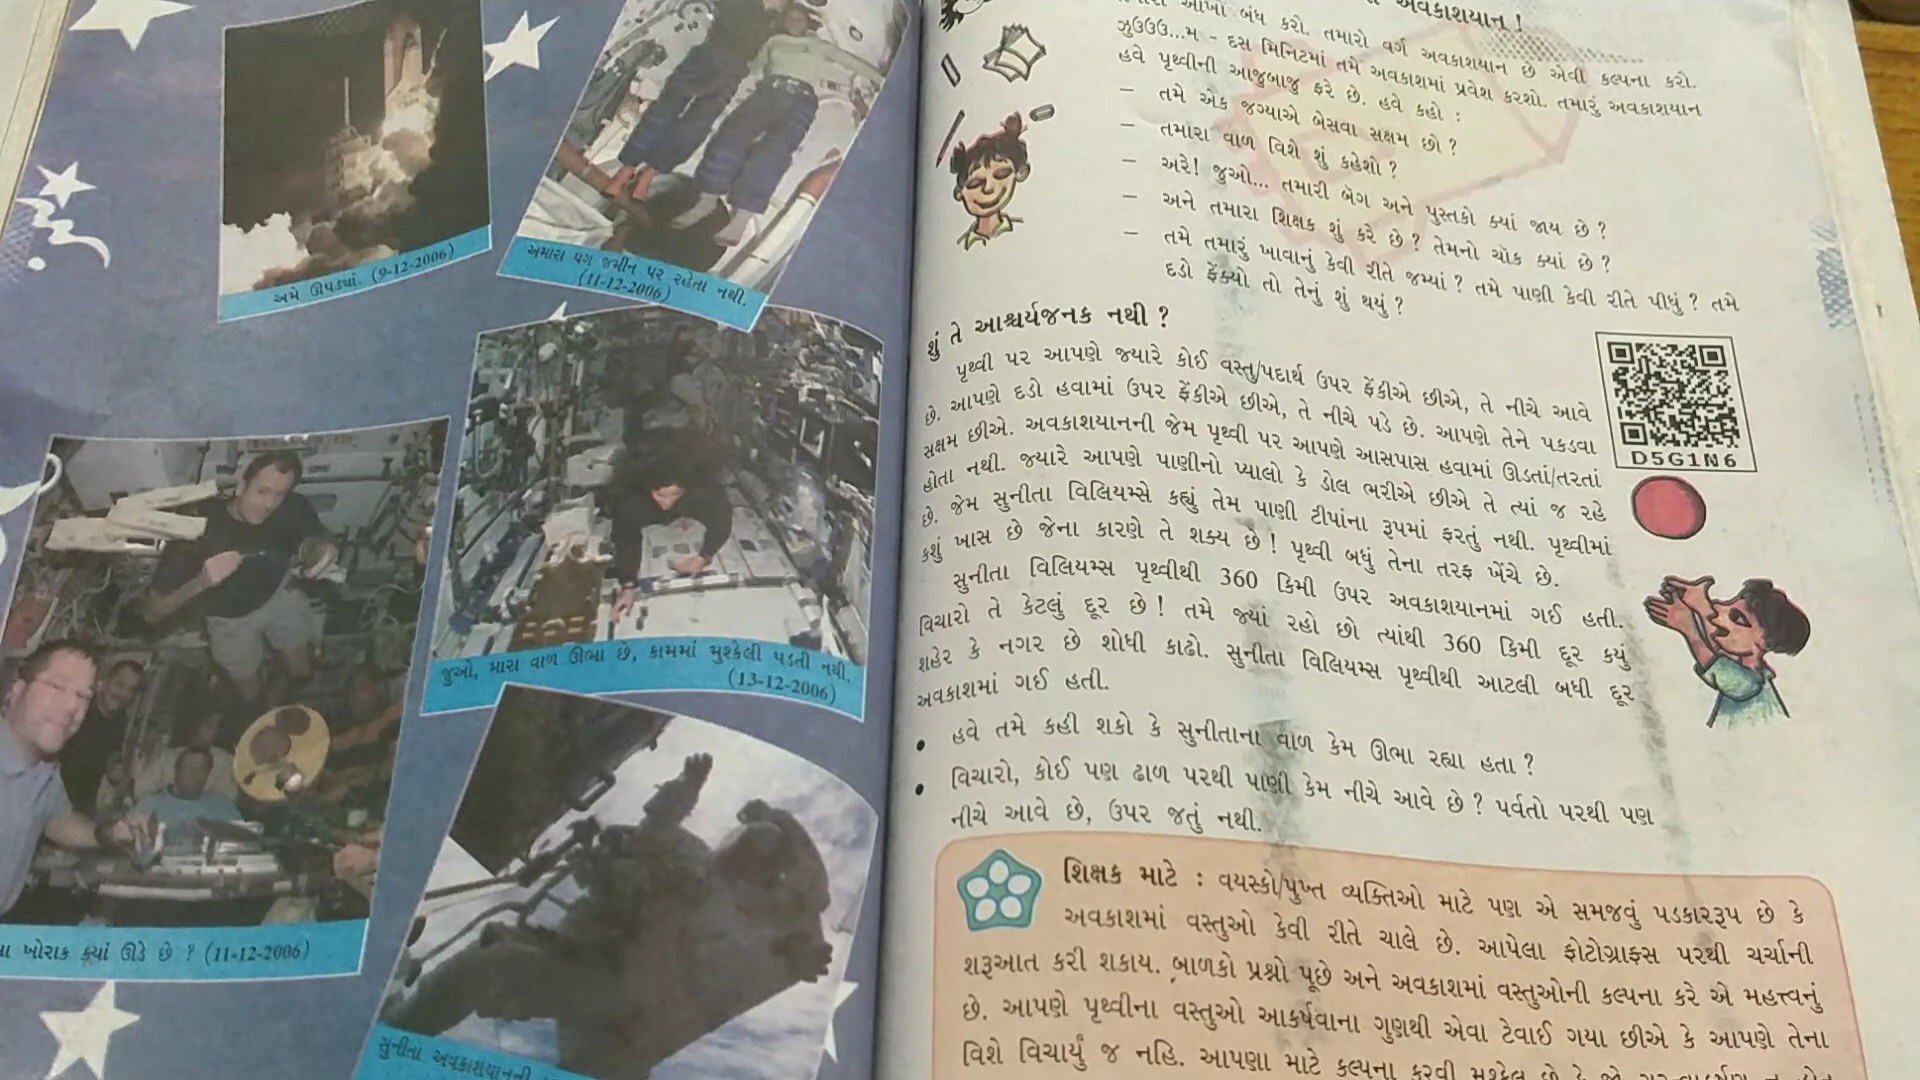 અમે ઊપડ્યાં. (9-12-2006)
અમારા પગ જમીન પર રહેતા નથી.
(11-12-2006)
જુઓ, મારા વાળ ઊભા છે, કામમાં મુશ્કેલી પડતી નથી.
(13-12-2006)
ખોરાક ક્યાં ઊડે છે ? (11-12-2006)
સુનીતા અવકાશયાનની
અવકાશયાન !
આંખો બંધ કરો. તમારો વર્ગ અવકાશયાન છે એવી કલ્પના કરો.
ઝુઉઉઉ...મ - દસ મિનિટમાં તમે અવકાશમાં પ્રવેશ કરશો. તમારું અવકાશયાન
હવે પૃથ્વીની આજુબાજુ ફરે છે. હવે કહો :
– તમે એક જગ્યાએ બેસવા સક્ષમ છો ?
– તમારા વાળ વિશે શું કહેશો ?
– અરે! જુઓ... તમારી બૅગ અને પુસ્તકો ક્યાં જાય છે ?
– અને તમારા શિક્ષક શું કરે છે ? તેમનો ચૉક ક્યાં છે ?
– તમે તમારું ખાવાનું કેવી રીતે જમ્યાં ? તમે પાણી કેવી રીતે પીધું ? તમે
દડો ફેંક્યો તો તેનું શું થયું ?
શું તે આશ્ચર્યજનક નથી ?
પૃથ્વી પર આપણે જ્યારે કોઈ વસ્તુ/પદાર્થ ઉપર ફેંકીએ છીએ, તે નીચે આવે
છે. આપણે દડો હવામાં ઉપર ફેંકીએ છીએ, તે નીચે પડે છે. આપણે તેને પકડવા
સક્ષમ છીએ. અવકાશયાનની જેમ પૃથ્વી પર આપણે આસપાસ હવામાં ઊડતાં/તરતાં
હોતા નથી. જ્યારે આપણે પાણીનો પ્યાલો કે ડોલ ભરીએ છીએ તે ત્યાં જ રહે
છે. જેમ સુનીતા વિલિયમ્સે કહ્યું તેમ પાણી ટીપાંના રૂપમાં ફરતું નથી. પૃથ્વીમાં
કશું ખાસ છે જેના કારણે તે શક્ય છે ! પૃથ્વી બધું તેના તરફ ખેંચે છે.
સુનીતા વિલિયમ્સ પૃથ્વીથી 360 કિમી ઉપર અવકાશયાનમાં ગઈ હતી.
વિચારો તે કેટલું દૂર છે ! તમે જ્યાં રહો છો ત્યાંથી 360 કિમી દૂર કયું
શહેર કે નગર છે શોધી કાઢો. સુનીતા વિલિયમ્સ પૃથ્વીથી આટલી બધી દૂર
અવકાશમાં ગઈ હતી.
D5G1N6
• હવે તમે કહી શકો કે સુનીતાના વાળ કેમ ઊભા રહ્યા હતા ?
• વિચારો, કોઈ પણ ઢાળ પરથી પાણી કેમ નીચે આવે છે ? પર્વતો પરથી પણ
નીચે આવે છે, ઉપર જતું નથી.
શિક્ષક માટે : વયસ્કો/પુખ્ત વ્યક્તિઓ માટે પણ એ સમજવું પડકારરૂપ છે કે
અવકાશમાં વસ્તુઓ કેવી રીતે ચાલે છે. આપેલા ફોટોગ્રાફ્સ પરથી ચર્ચાની
શરૂઆત કરી શકાય. બાળકો પ્રશ્નો પૂછે અને અવકાશમાં વસ્તુઓની કલ્પના કરે એ મહત્ત્વનું
છે. આપણે પૃથ્વીના વસ્તુઓ આકર્ષવાના ગુણથી એવા ટેવાઈ ગયા છીએ કે આપણે તેના
વિશે વિચાર્યું જ નહિ. આપણા માટે કલ્પના કરવી મુશ્કેલ છે કે જો